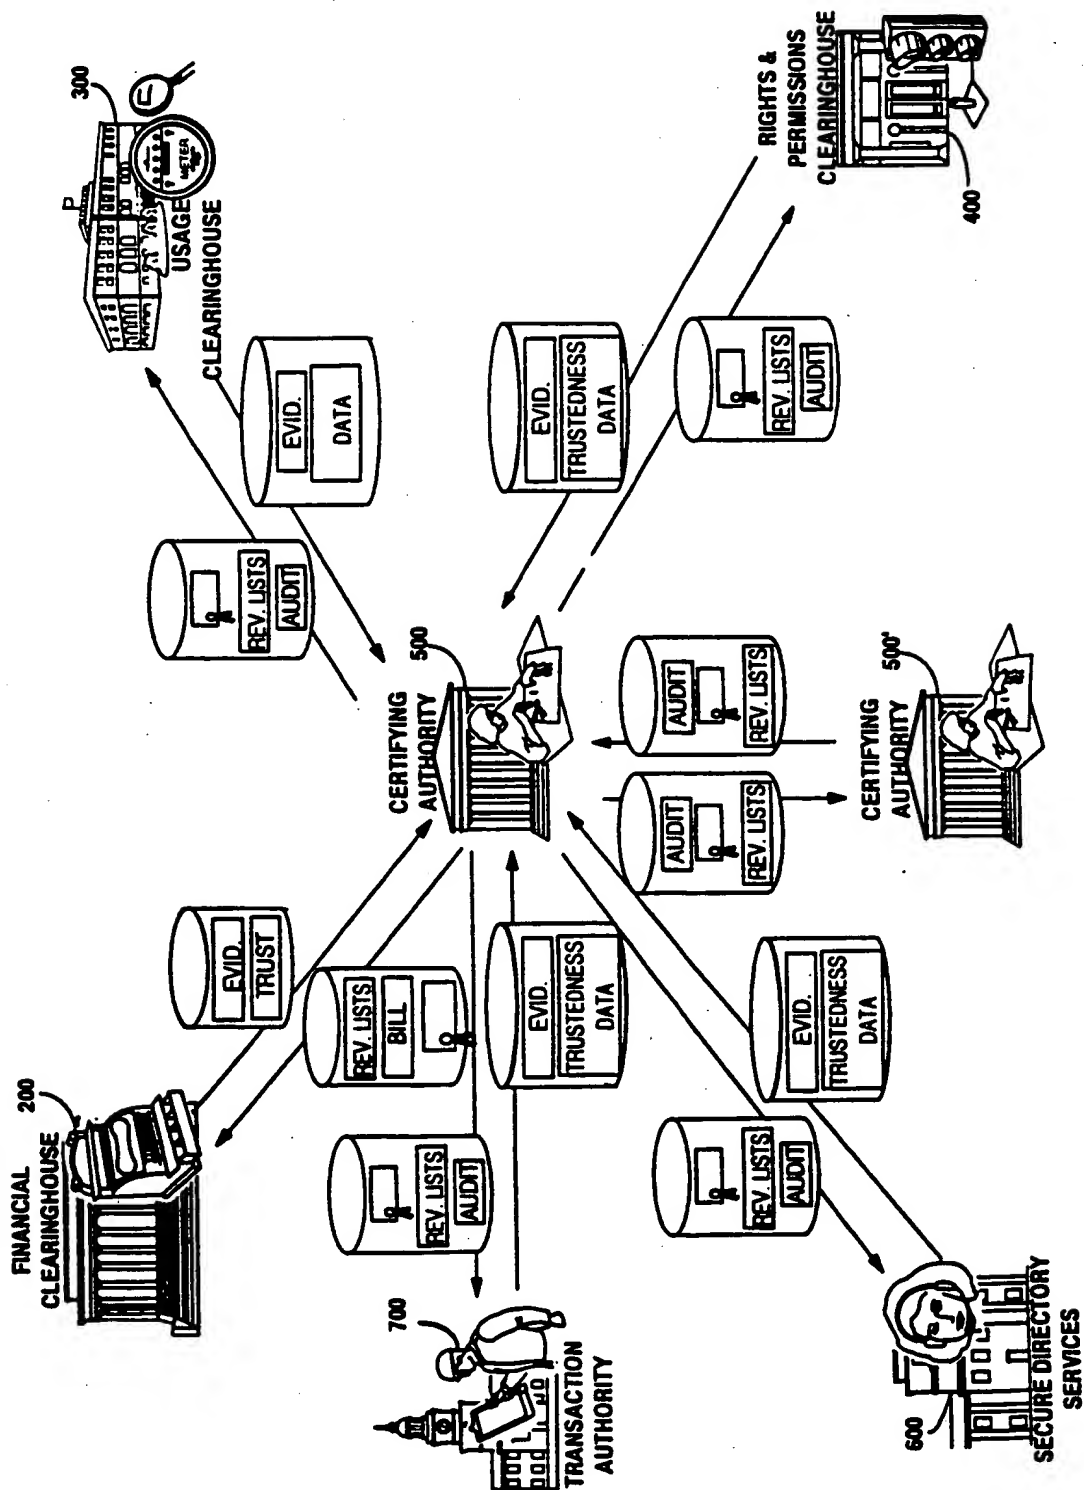 FINANCIAL
CLEARINGHOUSE
200
300
METER
USAGE
CLEARINGHOUSE
EVID.
TRUST
REV. LISTS
AUDIT
EVID.
DATA
REV. LISTS
BILL
REV. LISTS
AUDIT
700
TRANSACTION
AUTHORITY
EVID.
TRUSTEDNESS
DATA
CERTIFYING
AUTHORITY
500
EVID.
TRUSTEDNESS
DATA
RIGHTS &
PERMISSIONS
CLEARINGHOUSE
400
REV. LISTS
AUDIT
AUDIT
REV. LISTS
AUDIT
REV. LISTS
REV. LISTS
AUDIT
EVID.
TRUSTEDNESS
DATA
CERTIFYING
AUTHORITY
500'
600
SECURE DIRECTORY
SERVICES